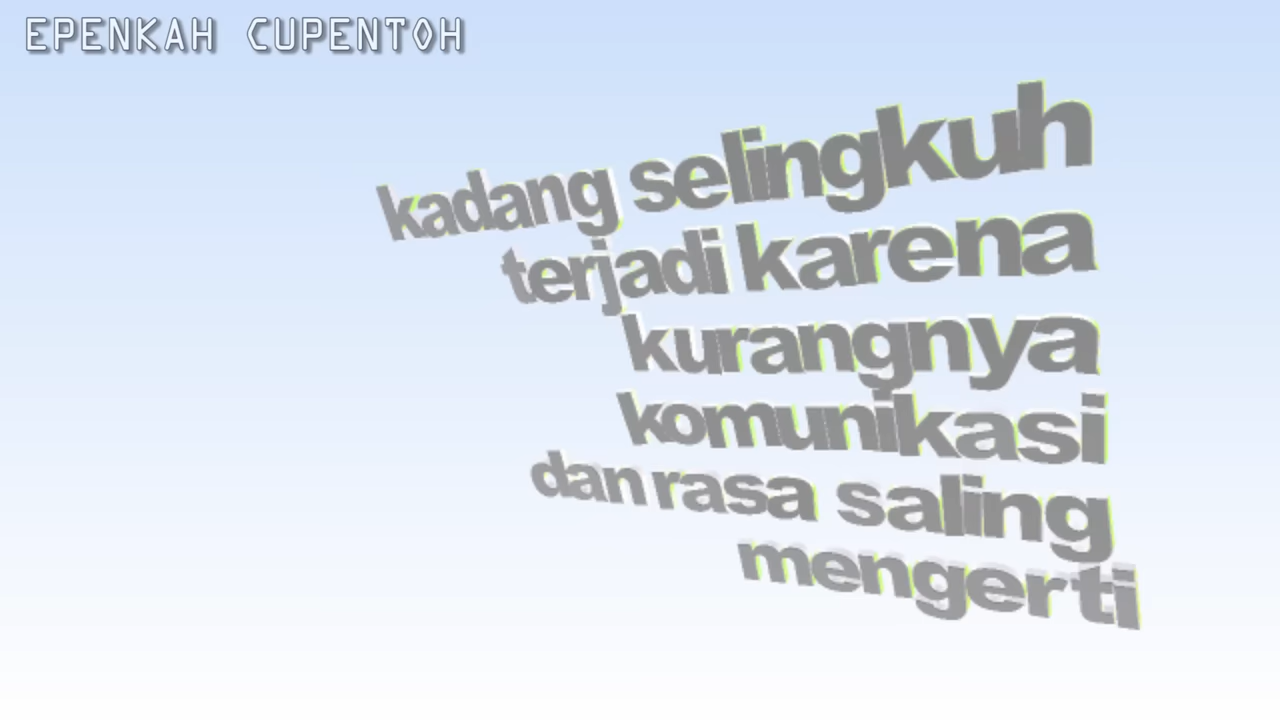 EPENKAH CUPENTOH
kadang selingkuh
terjadi karena
kurangnya
komunikasi
dan rasa saling
mengerti